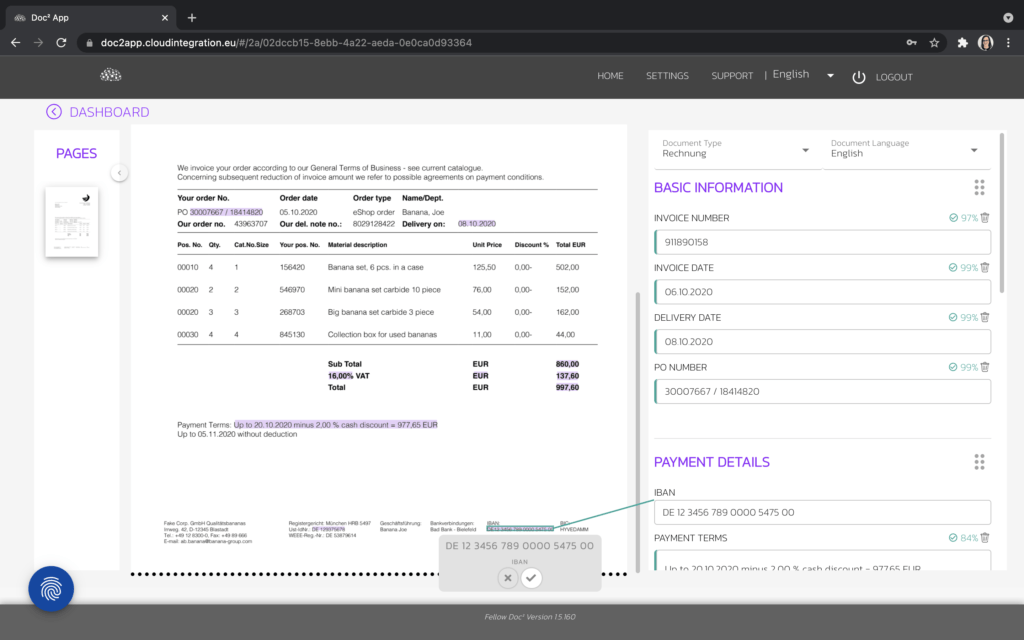 Doc² App
doc2app.cloudintegration.eu/#/2a/02dccb15-8ebb-4a22-aeda-0e0ca0d93364
HOME SETTINGS SUPPORT | English LOGOUT
DASHBOARD
PAGES
We invoice your order according to our General Terms of Business - see current catalogue.
Concerning subsequent reduction of invoice amount we refer to possible agreements on payment conditions.
Your order No. Order date Order type Name/Dept.
PO 30007667 / 18414820 05.10.2020 eShop order Banana, Joe
Our order no. 43963707 Our del. note no.: 8029128422 Delivery on: 08.10.2020
Pos. No. Qty. Cat.No.Size Your pos. No. Material description Unit Price Discount % Total EUR
00010 4 1 156420 Banana set, 6 pcs. in a case 125,50 0,00- 502,00
00020 2 2 546970 Mini banana set carbide 10 piece 76,00 0,00- 152,00
00020 3 3 268703 Big banana set carbide 3 piece 54,00 0,00- 162,00
00030 4 4 845130 Collection box for used bananas 11,00 0,00- 44,00
Sub Total EUR 860,00
16,00% VAT EUR 137,60
Total EUR 997,60
Payment Terms: Up to 20.10.2020 minus 2,00 % cash discount = 977,65 EUR
Up to 05.11.2020 without deduction
Fake Corp. GmbH Qualitätsbananas
Irrweg. 42, D-12345 Biastadt
Tel.: +49 12 8300-0, Fax: +49 89 666
E-mail: ab.banana@banana-group.com
Registergericht: München HRB 5497
WEEE-Reg.-Nr.: DE 53879614
Geschäftsführung:
Banana Joe
Bankverbindungen:
Bad Bank - Bielefeld
IBAN:
HYVEDAMM
DE 12 3456 789 0000 5475 00
IBAN
Document Type
Rechnung
Document Language
English
BASIC INFORMATION
INVOICE NUMBER 97%
911890158
INVOICE DATE 99%
06.10.2020
DELIVERY DATE 99%
08.10.2020
PO NUMBER 99%
30007667 / 18414820
PAYMENT DETAILS
IBAN
DE 12 3456 789 0000 5475 00
PAYMENT TERMS 84%
Up to 20.10.2020 minus 2,00 % cash discount = 977,65 EUR
Fellow Doc² Version 1.5.160